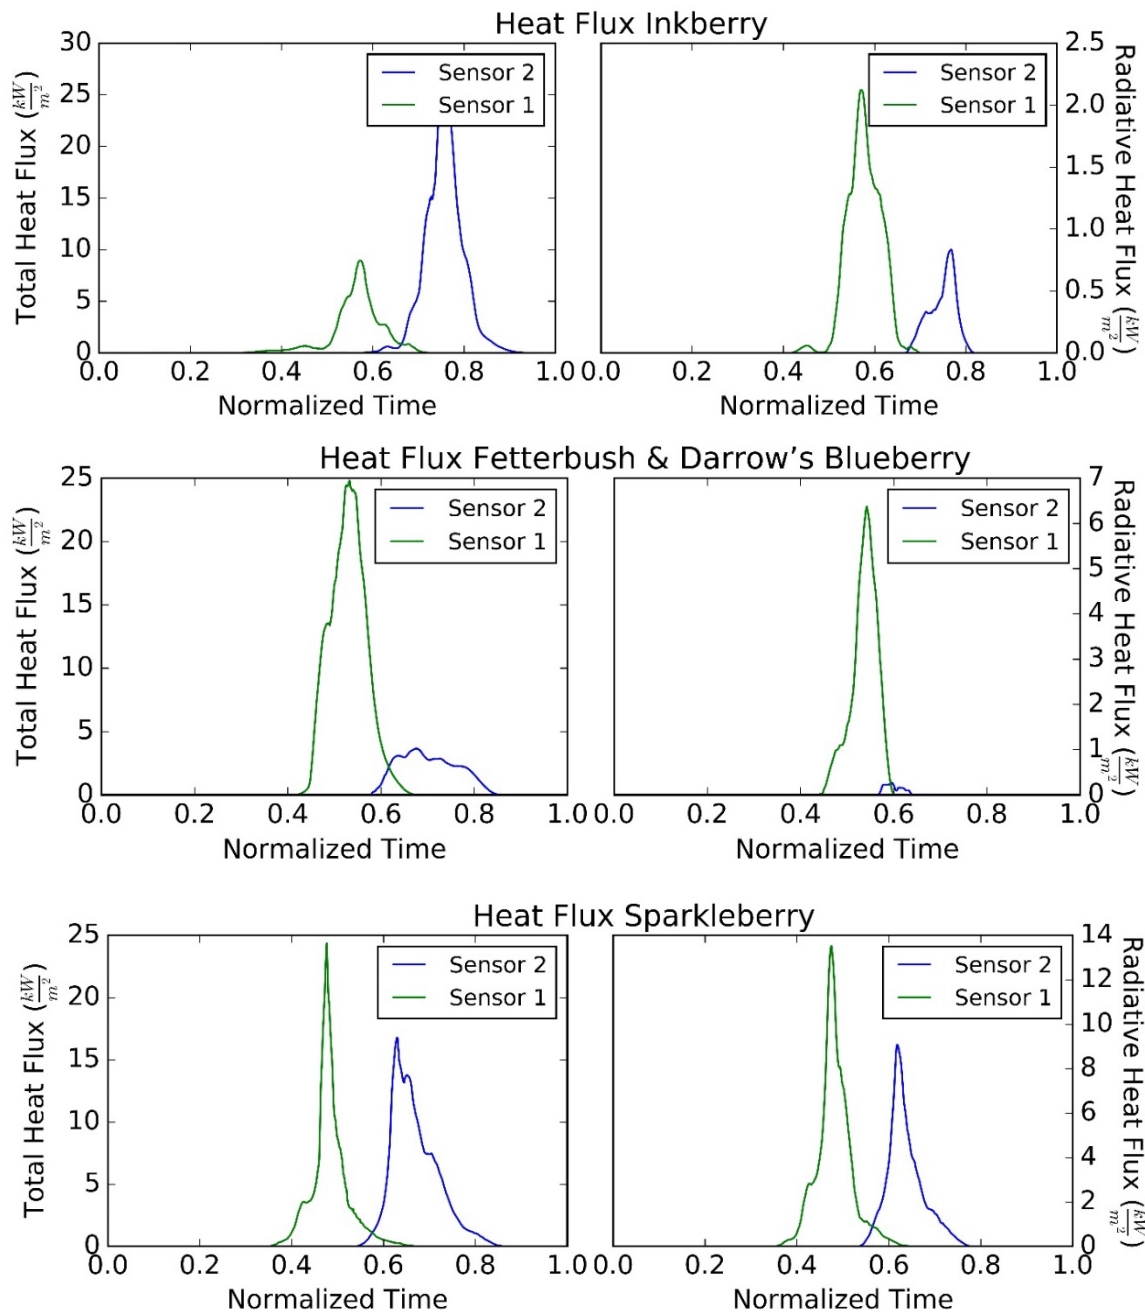 Heat Flux Inkberry
Total Heat Flux (kW/m²)
30
25
20
15
10
5
0
0.0 0.2 0.4 0.6 0.8 1.0
Normalized Time
Sensor 2
Sensor 1
Radiative Heat Flux (kW/m²)
2.5
2.0
1.5
1.0
0.5
0.0
0.0 0.2 0.4 0.6 0.8 1.0
Normalized Time
Sensor 2
Sensor 1
Heat Flux Fetterbush & Darrow’s Blueberry
Total Heat Flux (kW/m²)
25
20
15
10
5
0
0.0 0.2 0.4 0.6 0.8 1.0
Normalized Time
Sensor 2
Sensor 1
Radiative Heat Flux (kW/m²)
7
6
5
4
3
2
1
0
0.0 0.2 0.4 0.6 0.8 1.0
Normalized Time
Sensor 2
Sensor 1
Heat Flux Sparkleberry
Total Heat Flux (kW/m²)
25
20
15
10
5
0
0.0 0.2 0.4 0.6 0.8 1.0
Normalized Time
Sensor 2
Sensor 1
Radiative Heat Flux (kW/m²)
14
12
10
8
6
4
2
0
0.0 0.2 0.4 0.6 0.8 1.0
Normalized Time
Sensor 2
Sensor 1